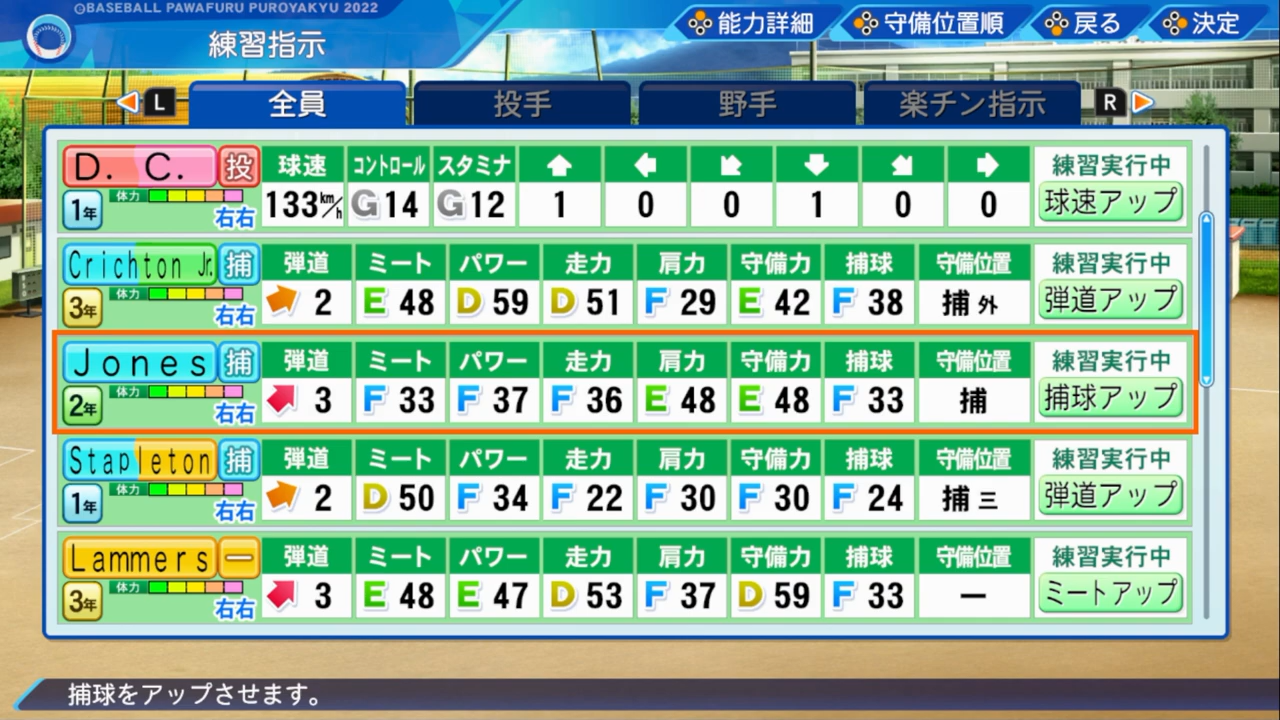 ©BASEBALL PAWAFURU PUROYAKYU 2022
練習指示
能力詳細 守備位置順 戻る 決定
L 全員 投手 野手 楽チン指示 R
D. C. 投 球速 コントロール スタミナ 練習実行中
1年 体力 右右 133km/h G 14 G 12 1 0 0 1 0 0 球速アップ
Crichton Jr. 捕 弾道 ミート パワー 走力 肩力 守備力 捕球 守備位置 練習実行中
3年 体力 右右 2 E 48 D 59 D 51 F 29 E 42 F 38 捕 外 弾道アップ
Jones 捕 弾道 ミート パワー 走力 肩力 守備力 捕球 守備位置 練習実行中
2年 体力 右右 3 F 33 F 37 F 36 E 48 E 48 F 33 捕 捕球アップ
Stapleton 捕 弾道 ミート パワー 走力 肩力 守備力 捕球 守備位置 練習実行中
1年 体力 右右 2 D 50 F 34 F 22 F 30 F 30 F 24 捕 三 弾道アップ
Lammers 一 弾道 ミート パワー 走力 肩力 守備力 捕球 守備位置 練習実行中
3年 体力 右右 3 E 48 E 47 D 53 F 37 D 59 F 33 一 ミートアップ
捕球をアップさせます。